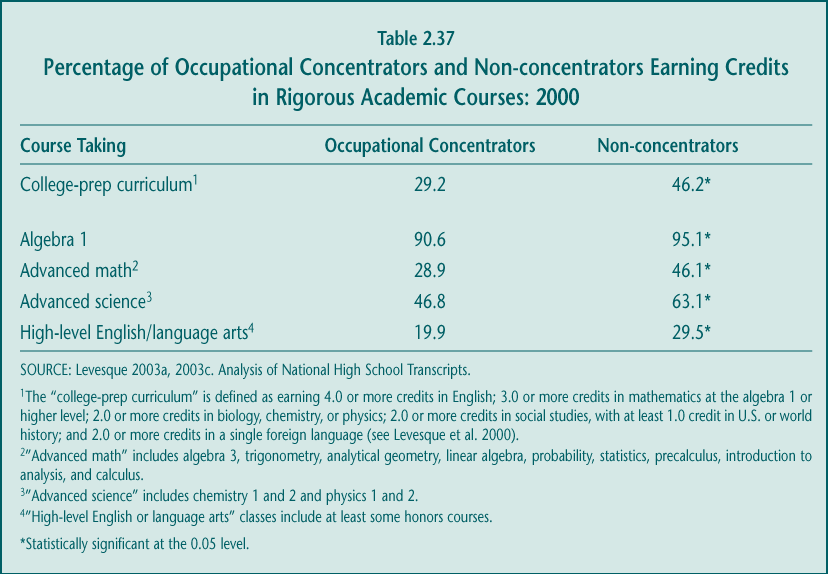 Table 2.37
Percentage of Occupational Concentrators and Non-concentrators Earning Credits
in Rigorous Academic Courses: 2000
Course Taking Occupational Concentrators Non-concentrators
College-prep curriculum¹ 29.2 46.2*
Algebra 1 90.6 95.1*
Advanced math² 28.9 46.1*
Advanced science³ 46.8 63.1*
High-level English/language arts⁴ 19.9 29.5*
SOURCE: Levesque 2003a, 2003c. Analysis of National High School Transcripts.
¹The “college-prep curriculum” is defined as earning 4.0 or more credits in English; 3.0 or more credits in mathematics at the algebra 1 or
higher level; 2.0 or more credits in biology, chemistry, or physics; 2.0 or more credits in social studies, with at least 1.0 credit in U.S. or world
history; and 2.0 or more credits in a single foreign language (see Levesque et al. 2000).
²”Advanced math” includes algebra 3, trigonometry, analytical geometry, linear algebra, probability, statistics, precalculus, introduction to
analysis, and calculus.
³”Advanced science” includes chemistry 1 and 2 and physics 1 and 2.
⁴”High-level English or language arts” classes include at least some honors courses.
*Statistically significant at the 0.05 level.